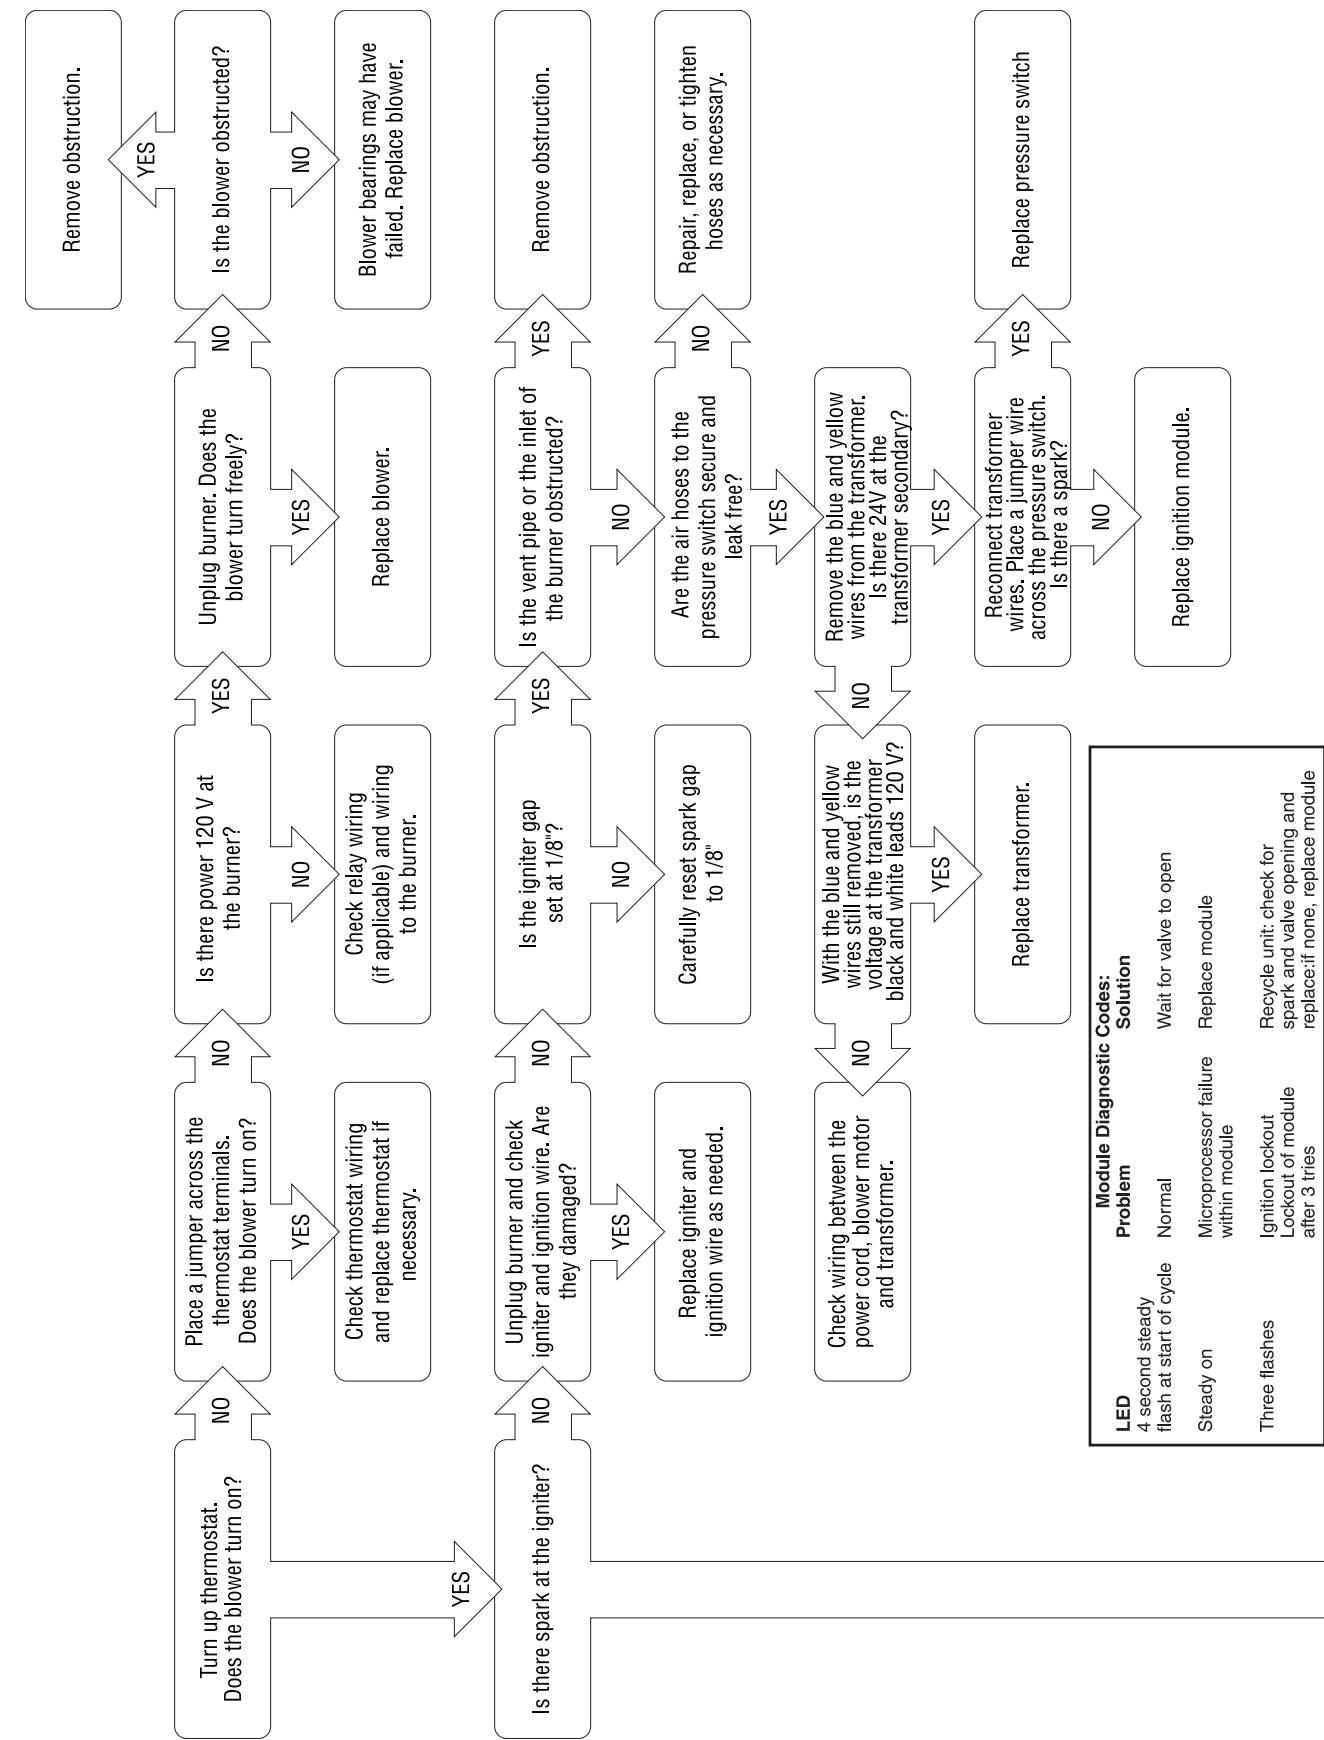 Turn up thermostat.
Does the blower turn on?
NO
Place a jumper across the
thermostat terminals.
Does the blower turn on?
NO
Is there power 120 V at
the burner?
YES
Unplug burner. Does the
blower turn freely?
NO
Is the blower obstructed?
YES
Remove obstruction.
NO
Blower bearings may have
failed. Replace blower.
YES
Check thermostat wiring
and replace thermostat if
necessary.
NO
Check relay wiring
(if applicable) and wiring
to the burner.
YES
Replace blower.
YES
Is there spark at the igniter?
NO
Unplug burner and check
igniter and ignition wire. Are
they damaged?
NO
Is the igniter gap
set at 1/8"?
YES
Is the vent pipe or the inlet of
the burner obstructed?
YES
Remove obstruction.
YES
Replace igniter and
ignition wire as needed.
NO
Carefully reset spark gap
to 1/8"
NO
Are the air hoses to the
pressure switch secure and
leak free?
NO
Repair, replace, or tighten
hoses as necessary.
YES
Remove the blue and yellow
wires from the transformer.
Is there 24V at the
transformer secondary?
NO
With the blue and yellow
wires still removed, is the
voltage at the transformer
black and white leads 120 V?
NO
Check wiring between the
power cord, blower motor
and transformer.
YES
Replace transformer.
YES
Reconnect transformer
wires. Place a jumper wire
across the pressure switch.
Is there a spark?
YES
Replace pressure switch
NO
Replace ignition module.
Module Diagnostic Codes:
LED Problem Solution
4 second steady
flash at start of cycle Normal Wait for valve to open
Steady on Microprocessor failure Replace module
within module
Three flashes Ignition lockout Recycle unit: check for
Lockout of module spark and valve opening and
after 3 tries replace:if none, replace module